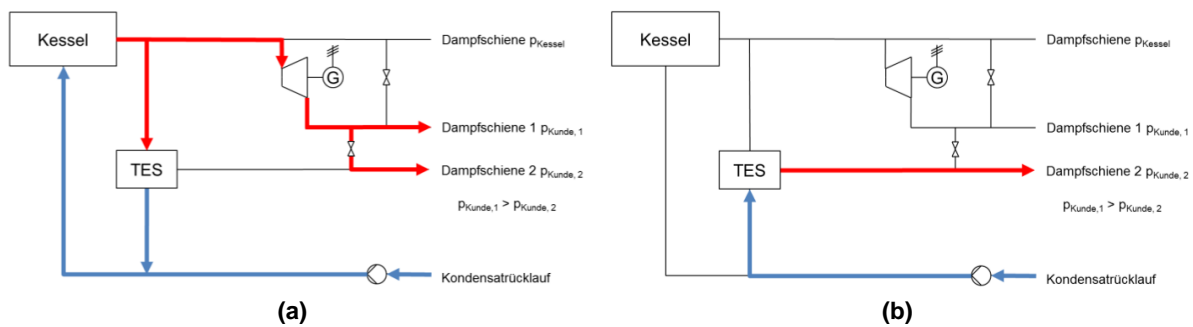 Kessel
Dampfschiene pKessel
G
Dampfschiene 1 pKunde, 1
TES
Dampfschiene 2 pKunde, 2
pKunde,1 > pKunde, 2
Kondensatrücklauf
(a)
Kessel
Dampfschiene pKessel
G
Dampfschiene 1 pKunde, 1
TES
Dampfschiene 2 pKunde, 2
pKunde,1 > pKunde, 2
Kondensatrücklauf
(b)